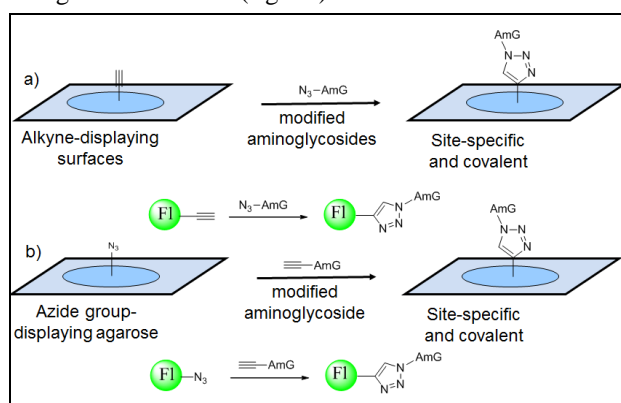 a)
AmG
N
N
N
N₃-AmG
modified
aminoglycosides
Alkyne-displaying
surfaces
Site-specific
and covalent
Fl
N₃-AmG
Fl
N
AmG
N
N
b)
N₃
AmG
N
N
N
AmG
modified
aminoglycoside
Azide group-
displaying agarose
Site-specific
and covalent
Fl
N₃
AmG
Fl
N
AmG
N
N